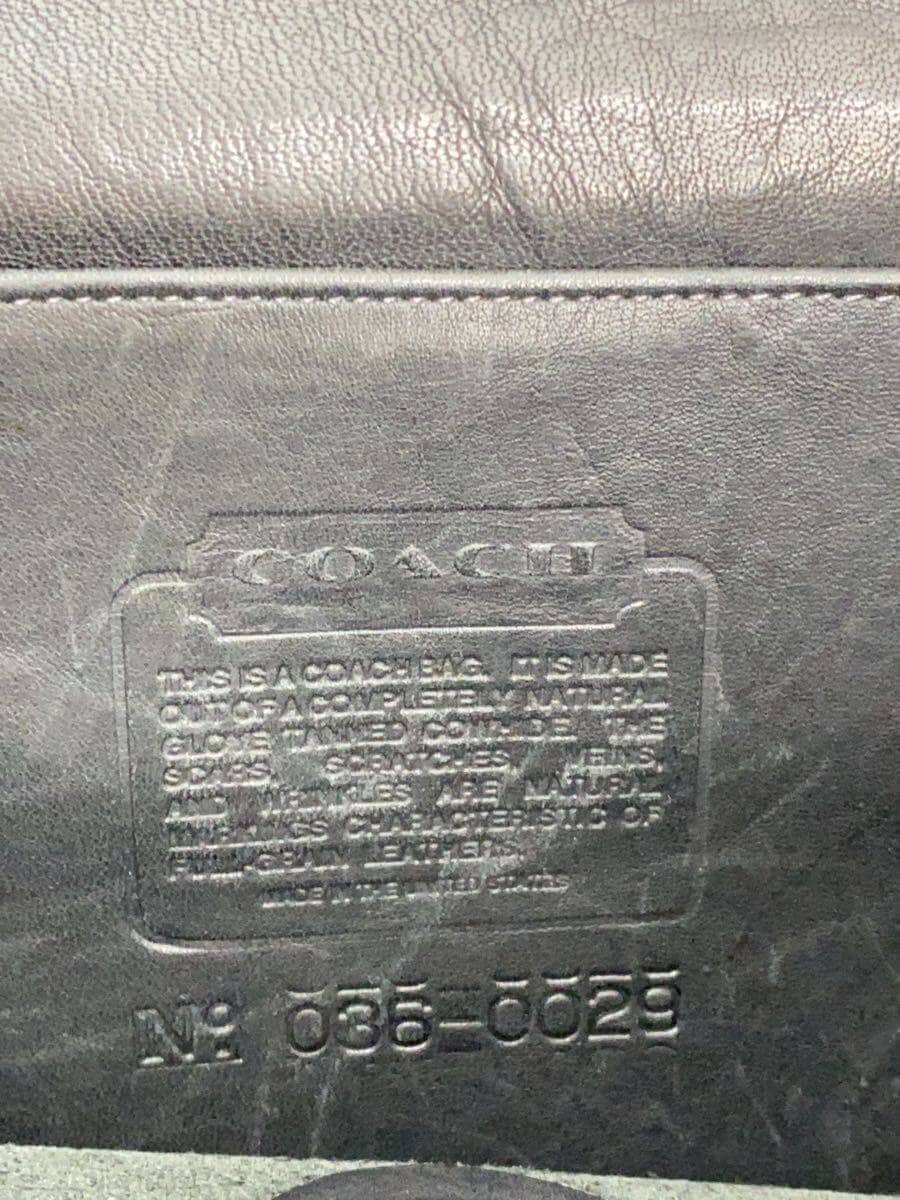 COACH
THIS IS A COACH BAG. IT IS MADE
OUT OF A COMPLETELY NATURAL
GLOVE TANNED COWHIDE. THE
SCARS, SCRATCHES, VEINS,
AND WRINKLES ARE NATURAL
MARKINGS CHARACTERISTIC OF
FULL-GRAIN LEATHERS.
MADE IN THE UNITED STATES
No. 036-0029